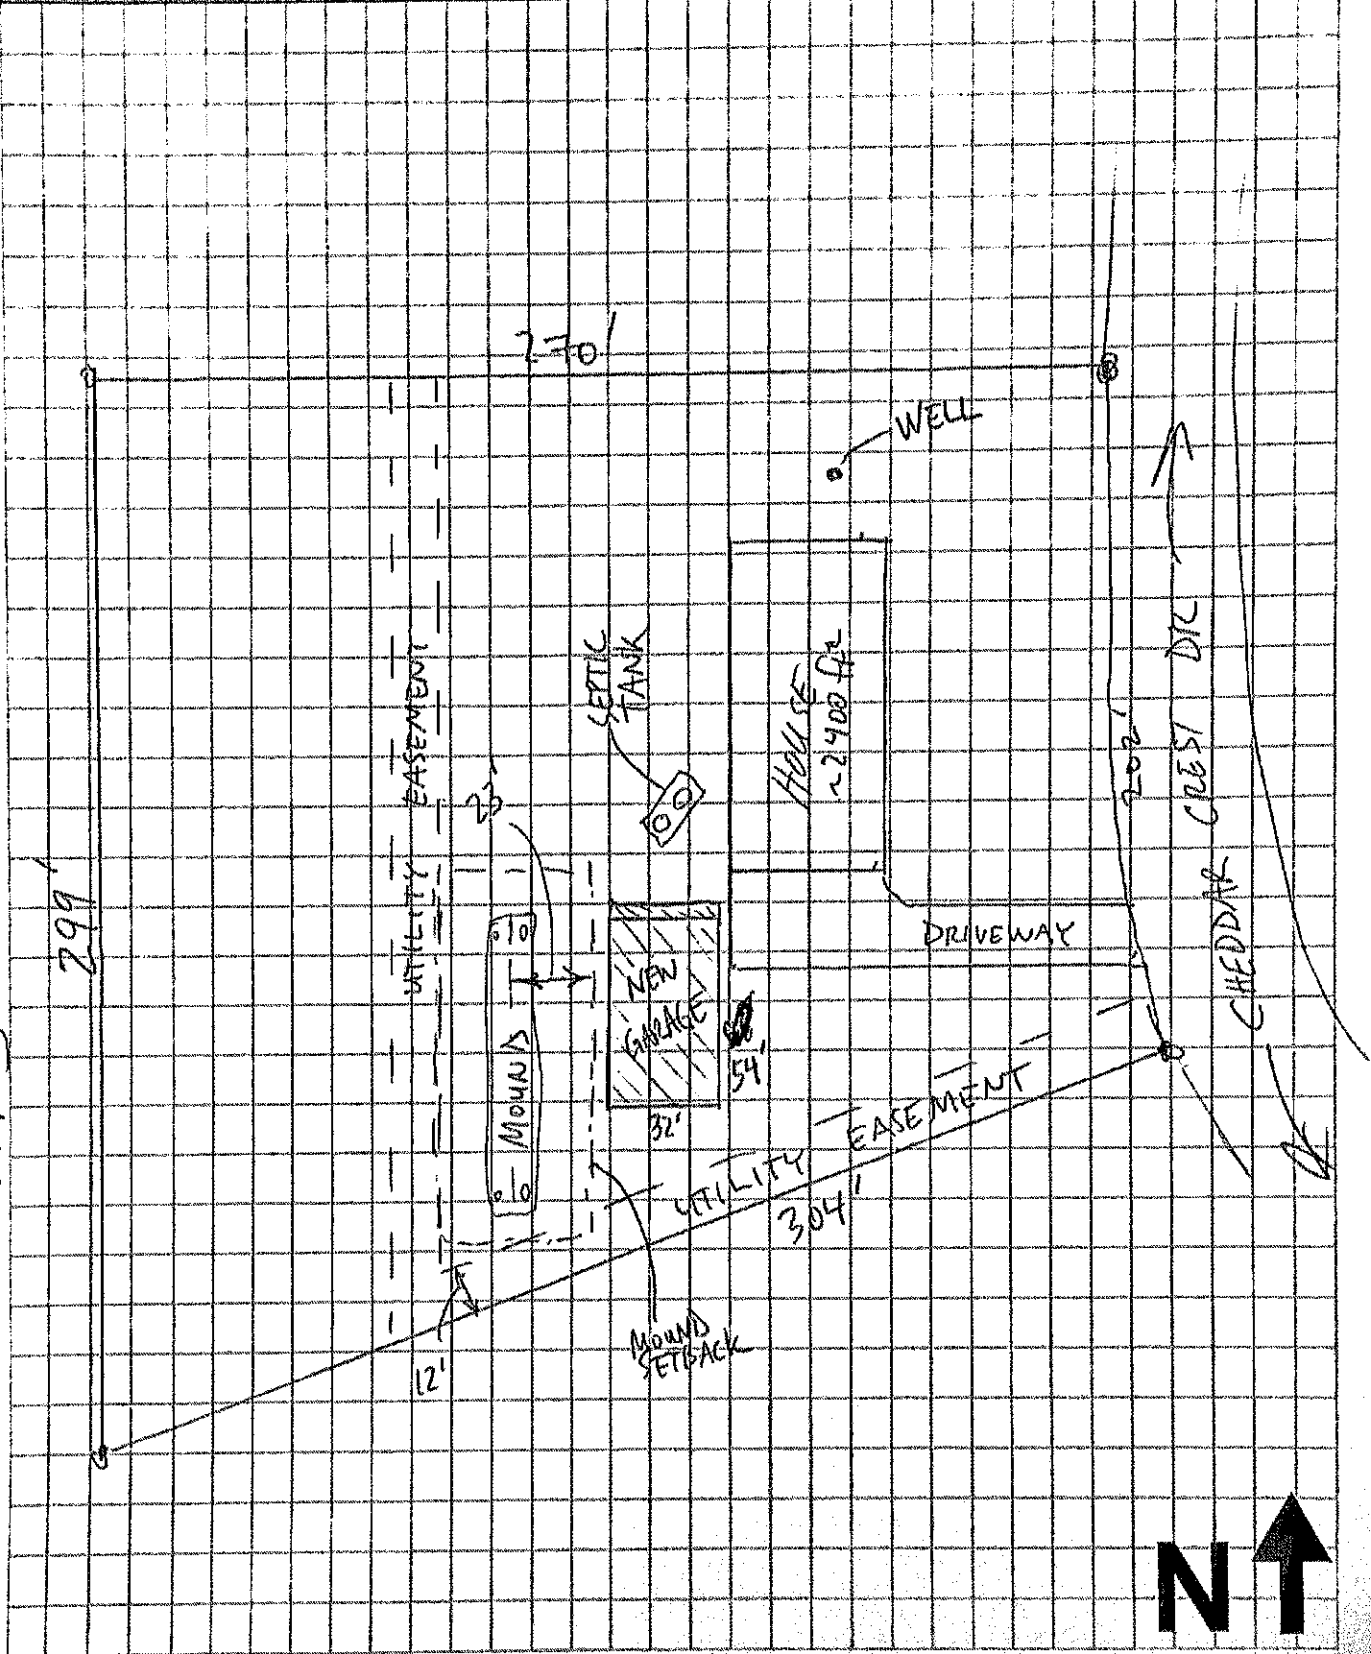 270'
WELL
SEPTIC
TANK
HOUSE
~2400 ft²
UTILITY EASEMENT
23'
299'
202'
CHEDDAR CREST DR
DRIVEWAY
MOUND
NEW
GARAGE
54'
32'
UTILITY EASEMENT
304'
12'
MOUND
SETBACK
N